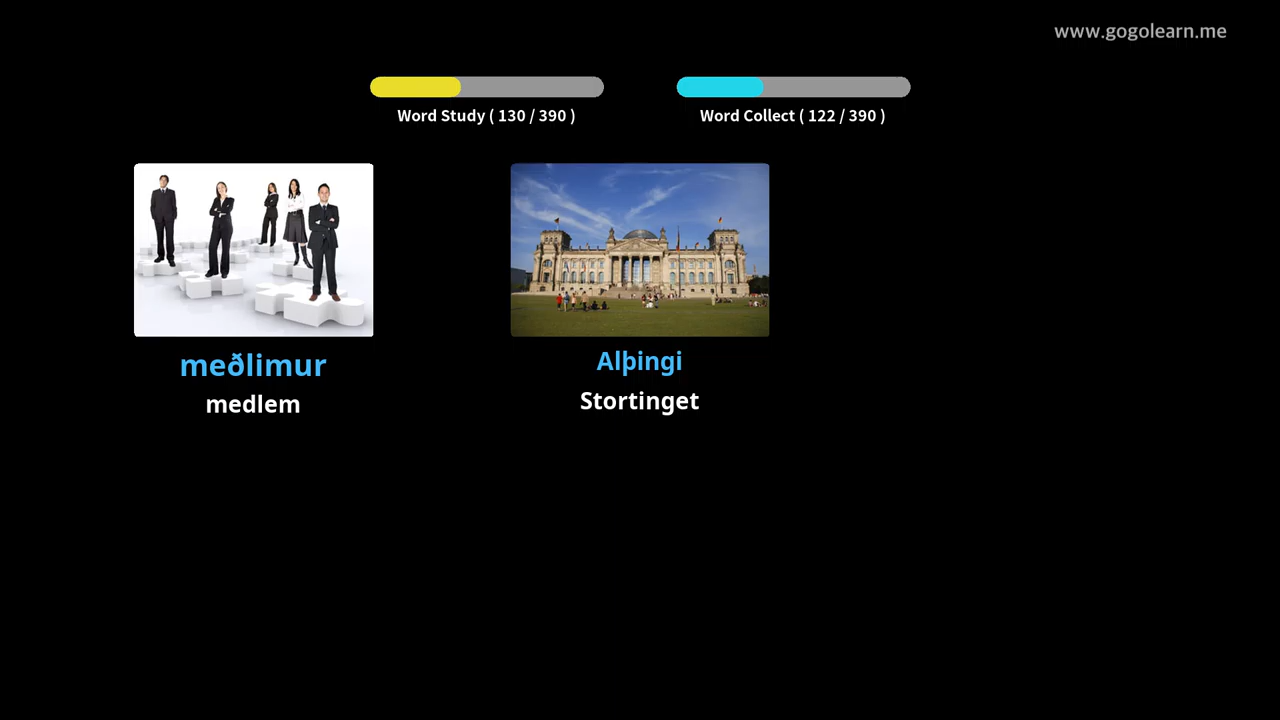 www.gogolearn.me
Word Study ( 130 / 390 )
Word Collect ( 122 / 390 )
meðlimur
medlem
Alþingi
Stortinget